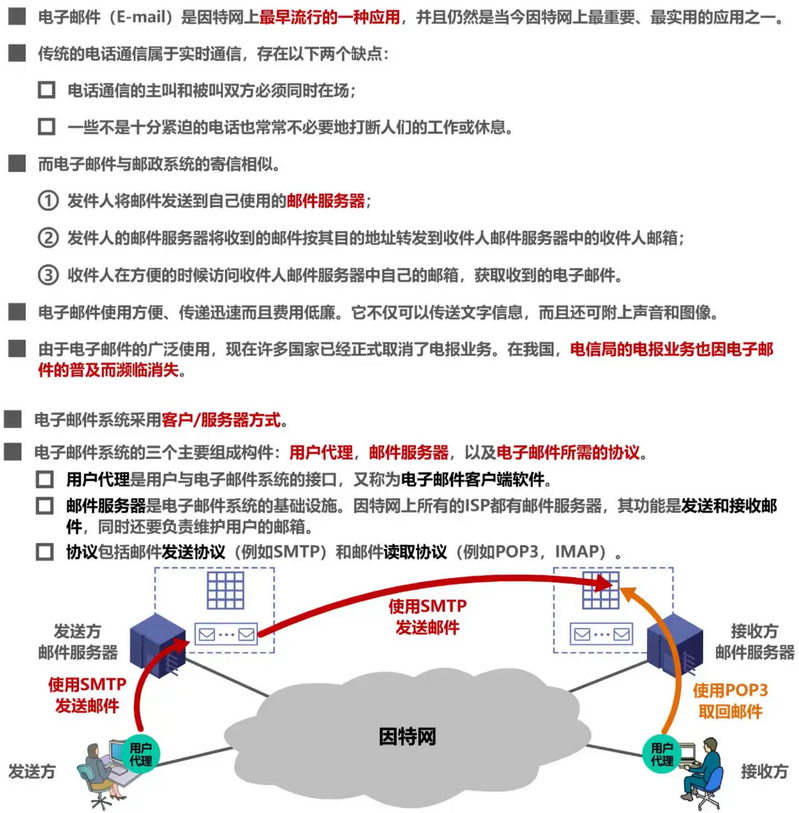 电子邮件（E-mail）是因特网上最早流行的一种应用，并且仍然是当今因特网上最重要、最实用的应用之一。
传统的电话通信属于实时通信，存在以下两个缺点：
电话通信的主叫和被叫双方必须同时在场；
一些不是十分紧迫的电话也常常不必要地打断人们的工作或休息。
而电子邮件与邮政系统的寄信相似。
① 发件人将邮件发送到自己使用的邮件服务器；
② 发件人的邮件服务器将收到的邮件按其目的地址转发到收件人邮件服务器中的收件人邮箱；
③ 收件人在方便的时候访问收件人邮件服务器中自己的邮箱，获取收到的电子邮件。
电子邮件使用方便、传递迅速而且费用低廉。它不仅可以传送文字信息，而且还可附上声音和图像。
由于电子邮件的广泛使用，现在许多国家已经正式取消了电报业务。在我国，电信局的电报业务也因电子邮
件的普及而濒临消失。
电子邮件系统采用客户/服务器方式。
电子邮件系统的三个主要组成构件：用户代理，邮件服务器，以及电子邮件所需的协议。
用户代理是用户与电子邮件系统的接口，又称为电子邮件客户端软件。
邮件服务器是电子邮件系统的基础设施。因特网上所有的ISP都有邮件服务器，其功能是发送和接收邮
件，同时还要负责维护用户的邮箱。
协议包括邮件发送协议（例如SMTP）和邮件读取协议（例如POP3，IMAP）。
使用SMTP
发送邮件
发送方
邮件服务器
接收方
邮件服务器
使用SMTP
发送邮件
使用POP3
取回邮件
因特网
用户
代理
用户
代理
发送方
接收方